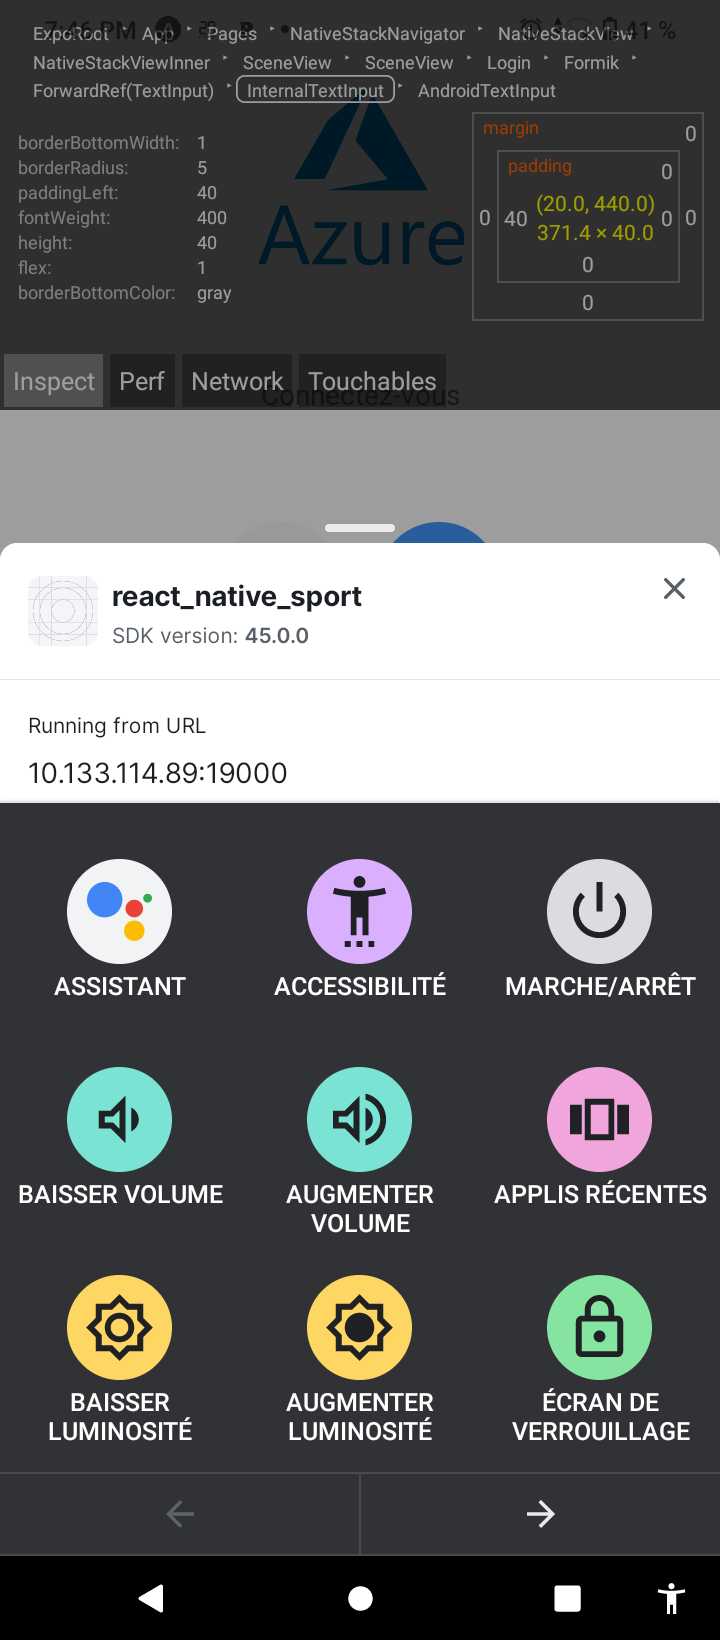 7:46 PM 41 %
ExpoRoot App Pages NativeStackNavigator NativeStackView
NativeStackViewInner SceneView SceneView Login Formik
ForwardRef(TextInput) InternalTextInput AndroidTextInput
borderBottomWidth: 1
borderRadius: 5
paddingLeft: 40
fontWeight: 400
height: 40
flex: 1
borderBottomColor: gray
Azure
margin 0
padding 0
0 40 (20.0, 440.0) 0 0
371.4 × 40.0
0
0
Inspect Perf Network Touchables
Connectez-vous
react_native_sport
SDK version: 45.0.0
Running from URL
10.133.114.89:19000
ASSISTANT ACCESSIBILITÉ MARCHE/ARRÊT
BAISSER VOLUME AUGMENTER APPLIS RÉCENTES
VOLUME
BAISSER AUGMENTER ÉCRAN DE
LUMINOSITÉ LUMINOSITÉ VERROUILLAGE